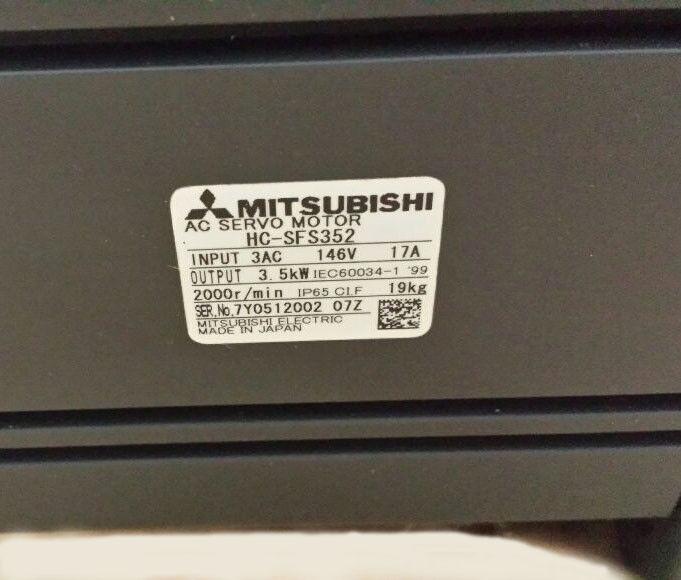 MITSUBISHI
AC SERVO MOTOR
HC-SFS352
INPUT 3AC 146V 17A
OUTPUT 3.5kW IEC60034-1 '99
2000r/min IP65 Cl.F 19kg
SER.No.7Y0512002 07Z
MITSUBISHI ELECTRIC
MADE IN JAPAN